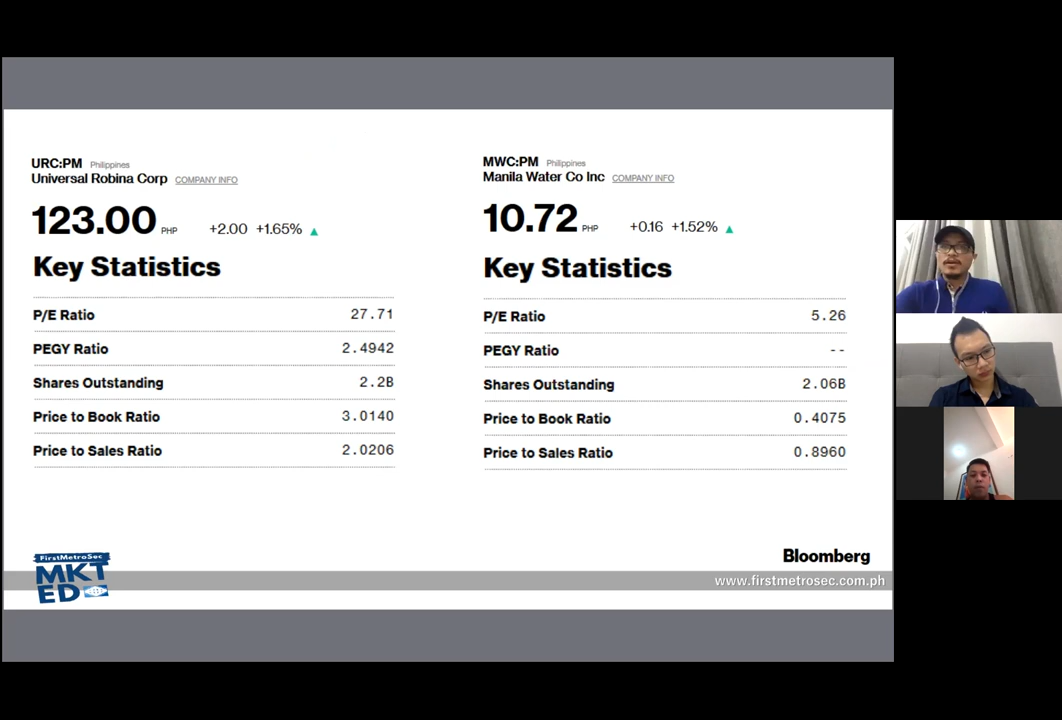 URC:PM Philippines
Universal Robina Corp COMPANY INFO
123.00 PHP +2.00 +1.65% ▲
Key Statistics
P/E Ratio 27.71
PEGY Ratio 2.4942
Shares Outstanding 2.2B
Price to Book Ratio 3.0140
Price to Sales Ratio 2.0206
MWC:PM Philippines
Manila Water Co Inc COMPANY INFO
10.72 PHP +0.16 +1.52% ▲
Key Statistics
P/E Ratio 5.26
PEGY Ratio --
Shares Outstanding 2.06B
Price to Book Ratio 0.4075
Price to Sales Ratio 0.8960
FirstMetroSec
MKT
ED
Bloomberg
www.firstmetrosec.com.ph